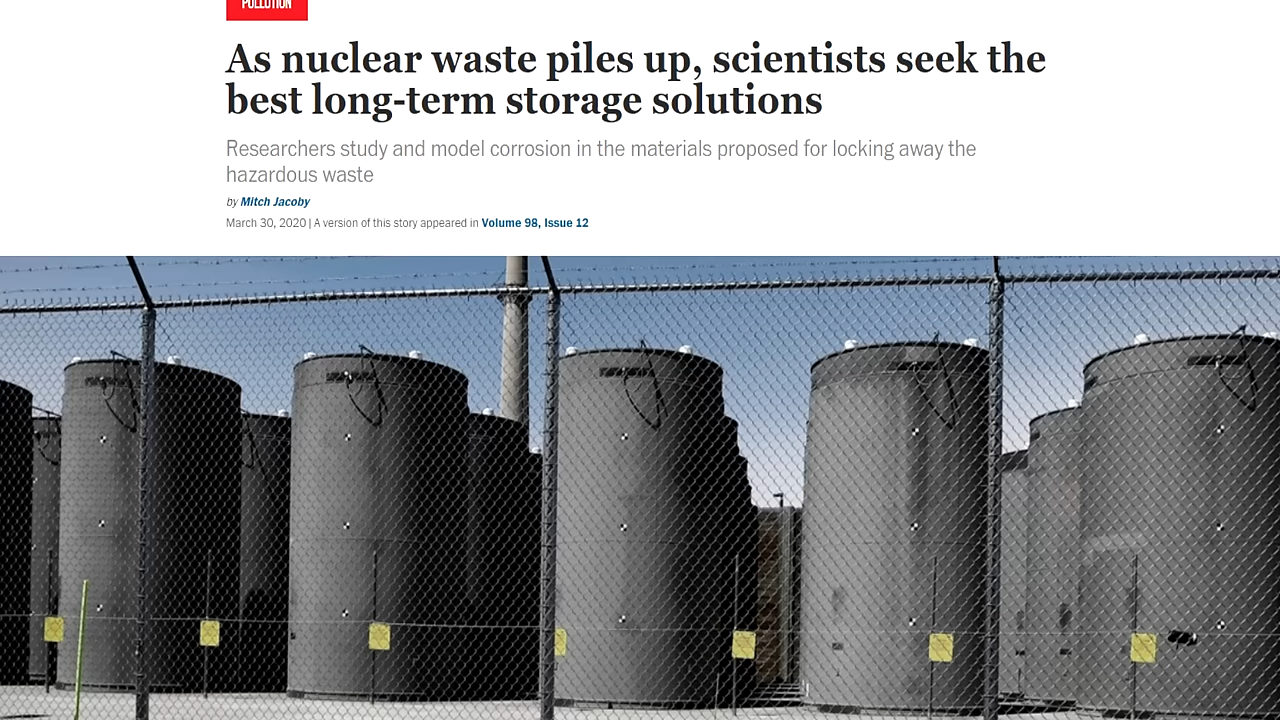 POLLUTION
As nuclear waste piles up, scientists seek the
best long-term storage solutions
Researchers study and model corrosion in the materials proposed for locking away the
hazardous waste
by Mitch Jacoby
March 30, 2020 | A version of this story appeared in Volume 98, Issue 12